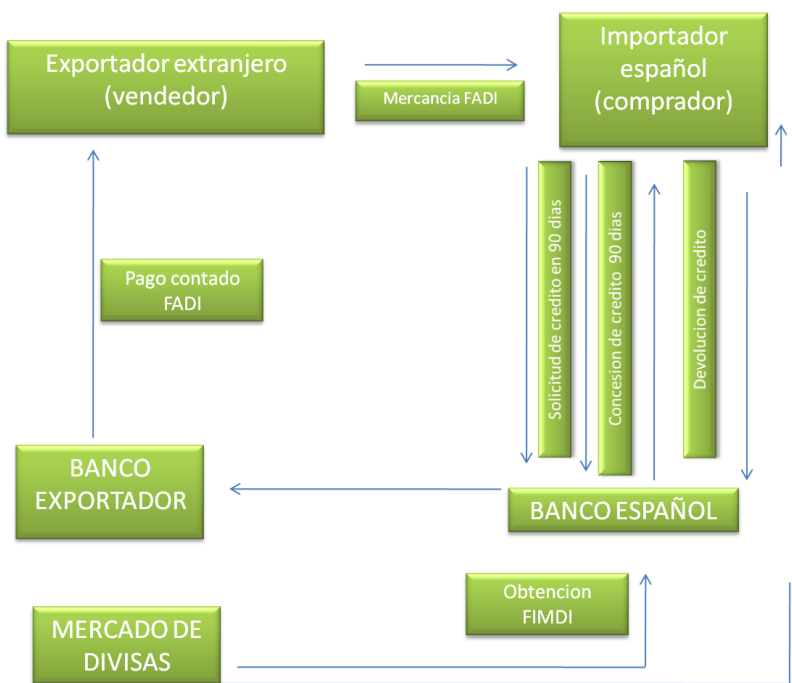 Exportador extranjero
(vendedor)
Mercancia FADI
Importador
español
(comprador)
Solicitud de credito en 90 dias
Concesion de credito 90 dias
Devolucion de credito
Pago contado
FADI
BANCO
EXPORTADOR
BANCO ESPAÑOL
Obtencion
FIMDI
MERCADO DE
DIVISAS